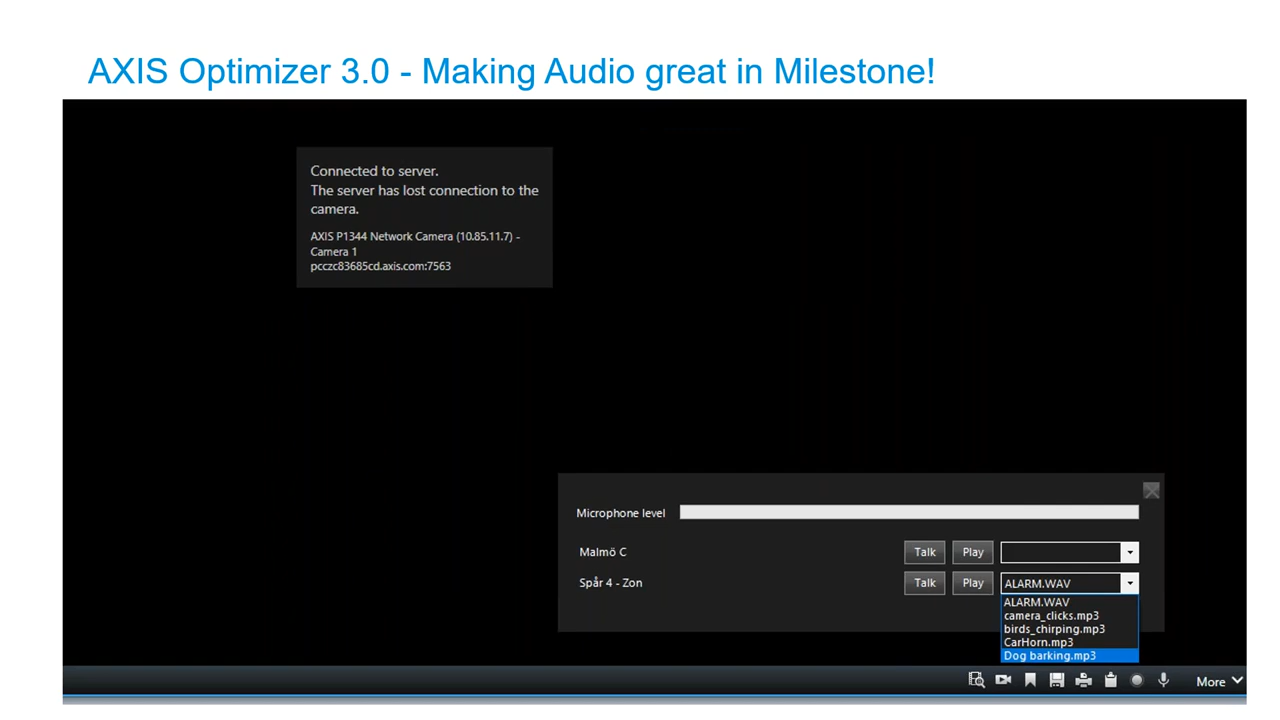 AXIS Optimizer 3.0 - Making Audio great in Milestone!
Connected to server.
The server has lost connection to the
camera.
AXIS P1344 Network Camera (10.85.11.7) -
Camera 1
pcczc83685cd.axis.com:7563
Microphone level
Malmö C Talk Play
Spår 4 - Zon Talk Play ALARM.WAV
ALARM.WAV
camera_clicks.mp3
birds_chirping.mp3
CarHorn.mp3
Dog barking.mp3
More